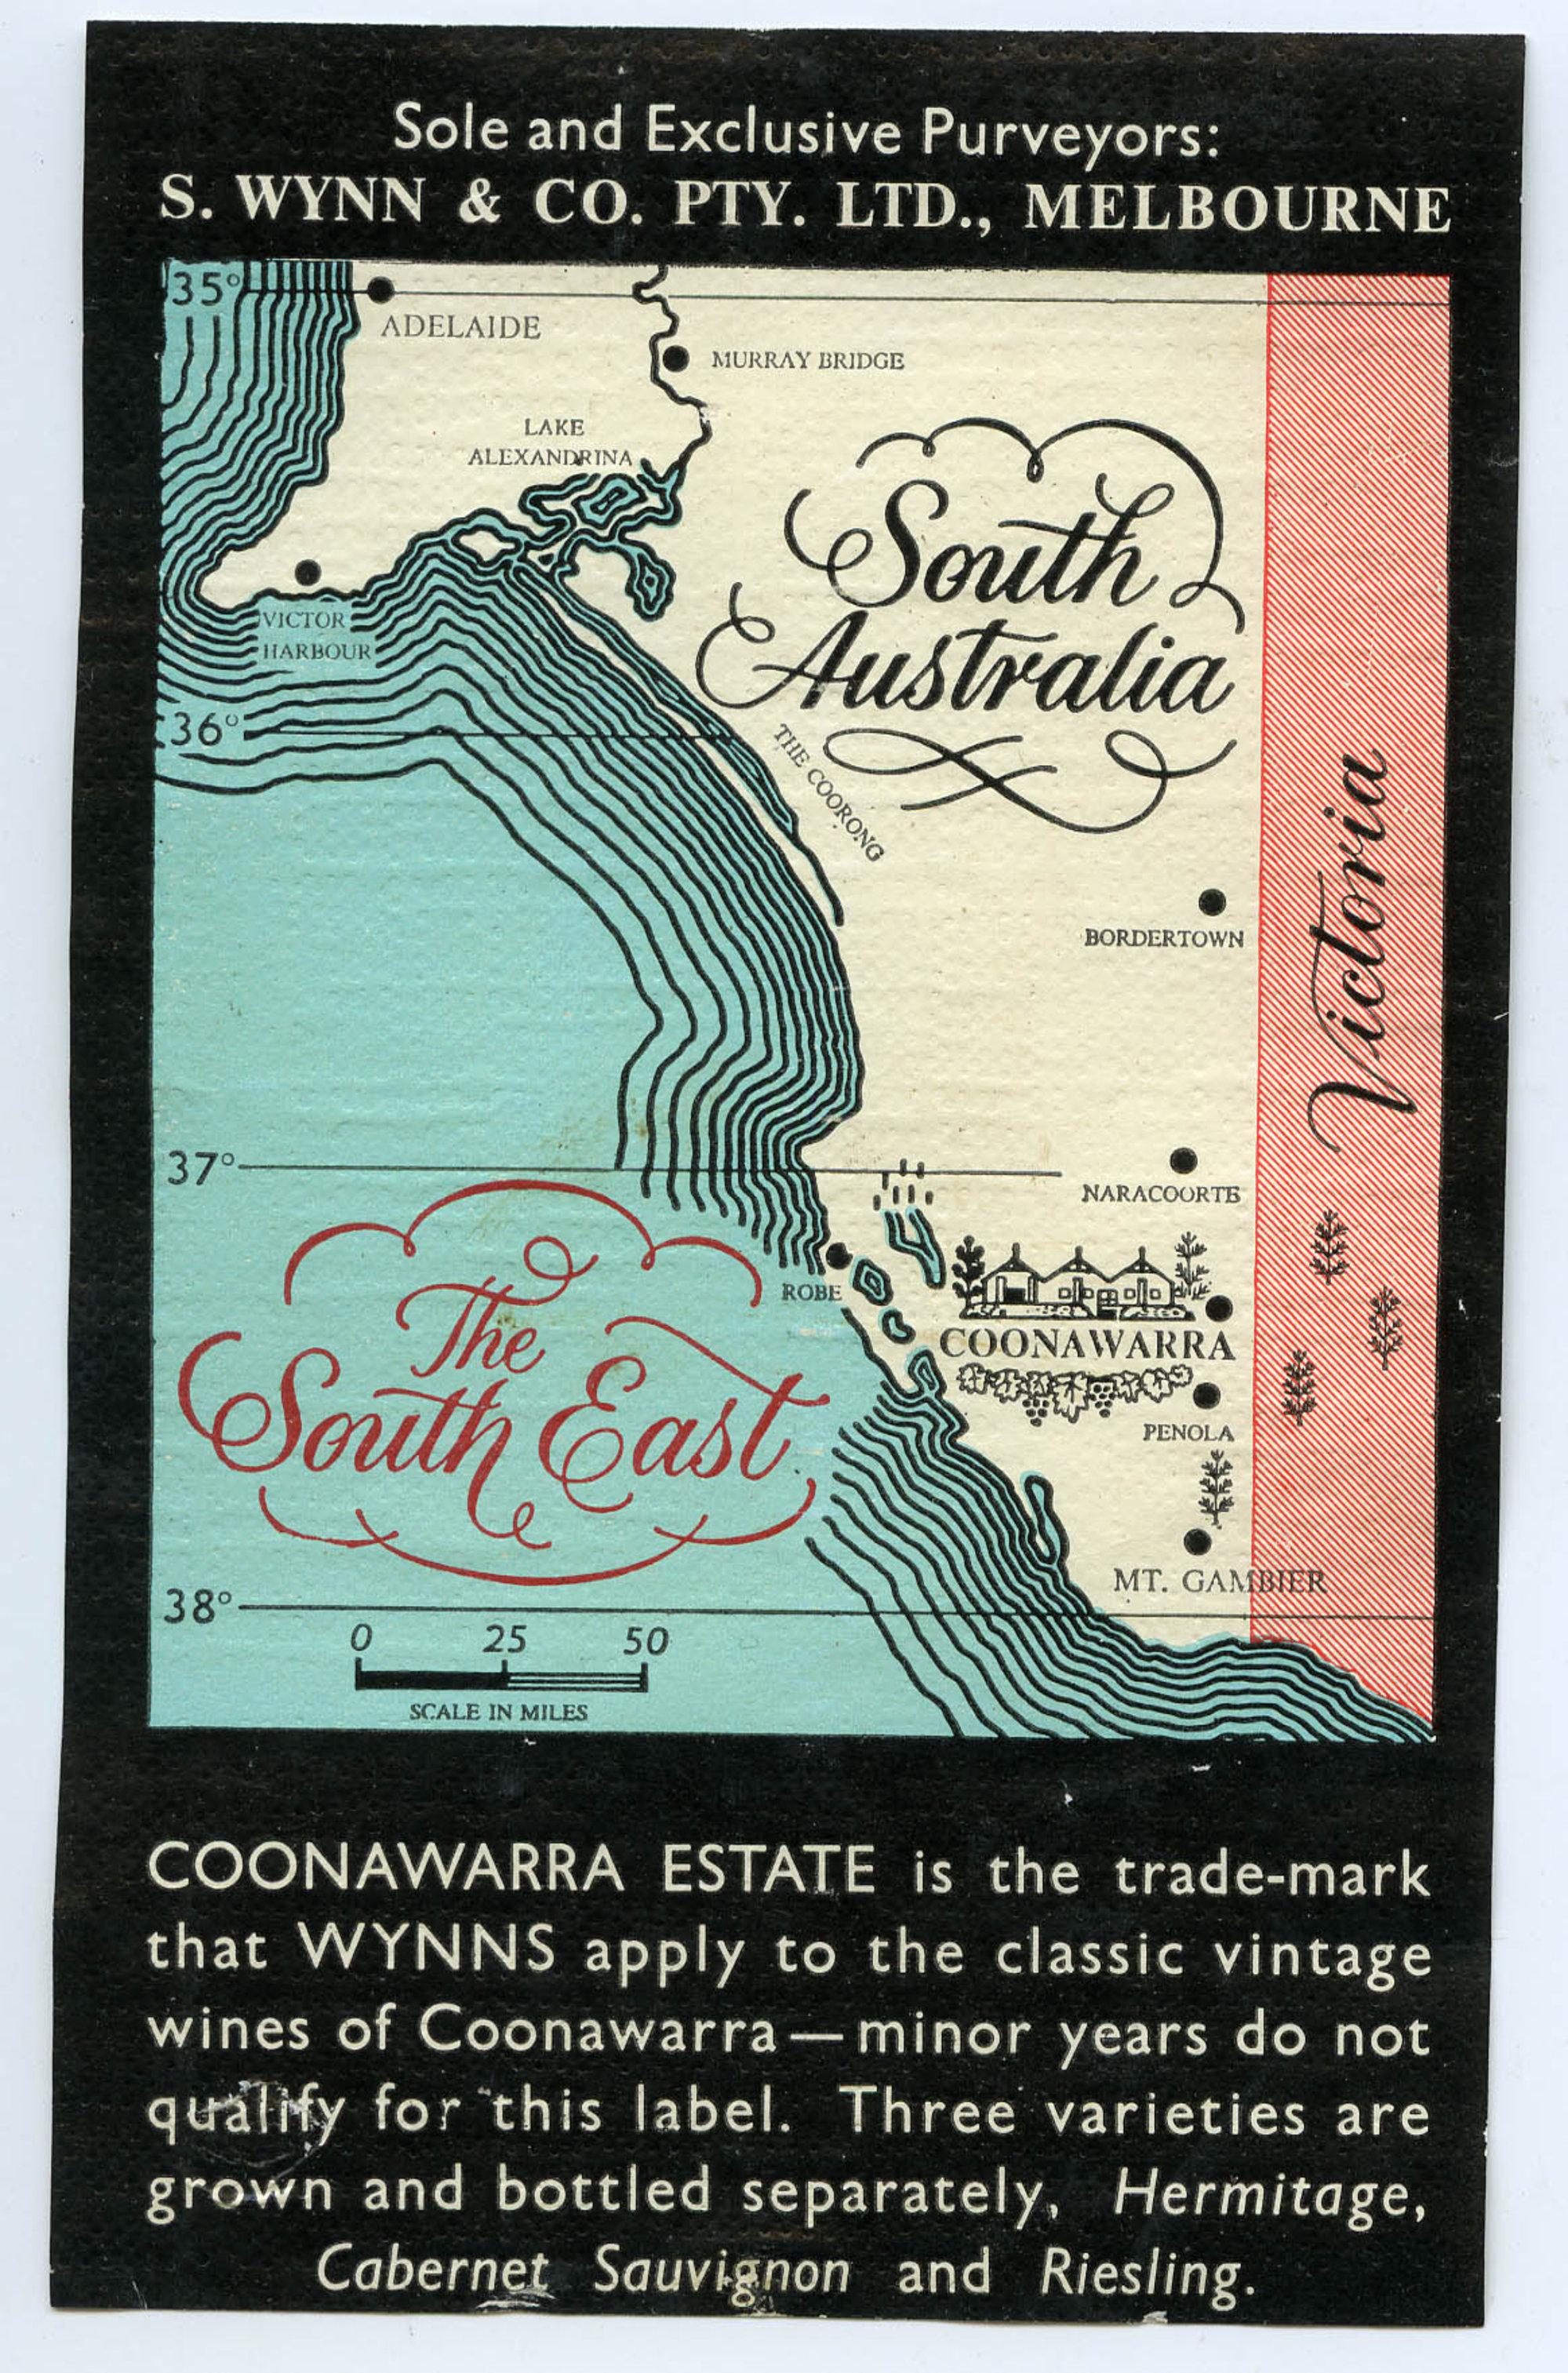 Sole and Exclusive Purveyors:
S. WYNN & CO. PTY. LTD., MELBOURNE
35°
ADELAIDE
MURRAY BRIDGE
LAKE
ALEXANDRINA
South
Australia
VICTOR
HARBOUR
36°
THE COORONG
Victoria
BORDERTOWN
37°
NARACOORTE
ROBE
The
South East
COONAWARRA
PENOLA
MT. GAMBIER
38°
0 25 50
SCALE IN MILES
COONAWARRA ESTATE is the trade-mark
that WYNNS apply to the classic vintage
wines of Coonawarra—minor years do not
qualify for this label. Three varieties are
grown and bottled separately, Hermitage,
Cabernet Sauvignon and Riesling.